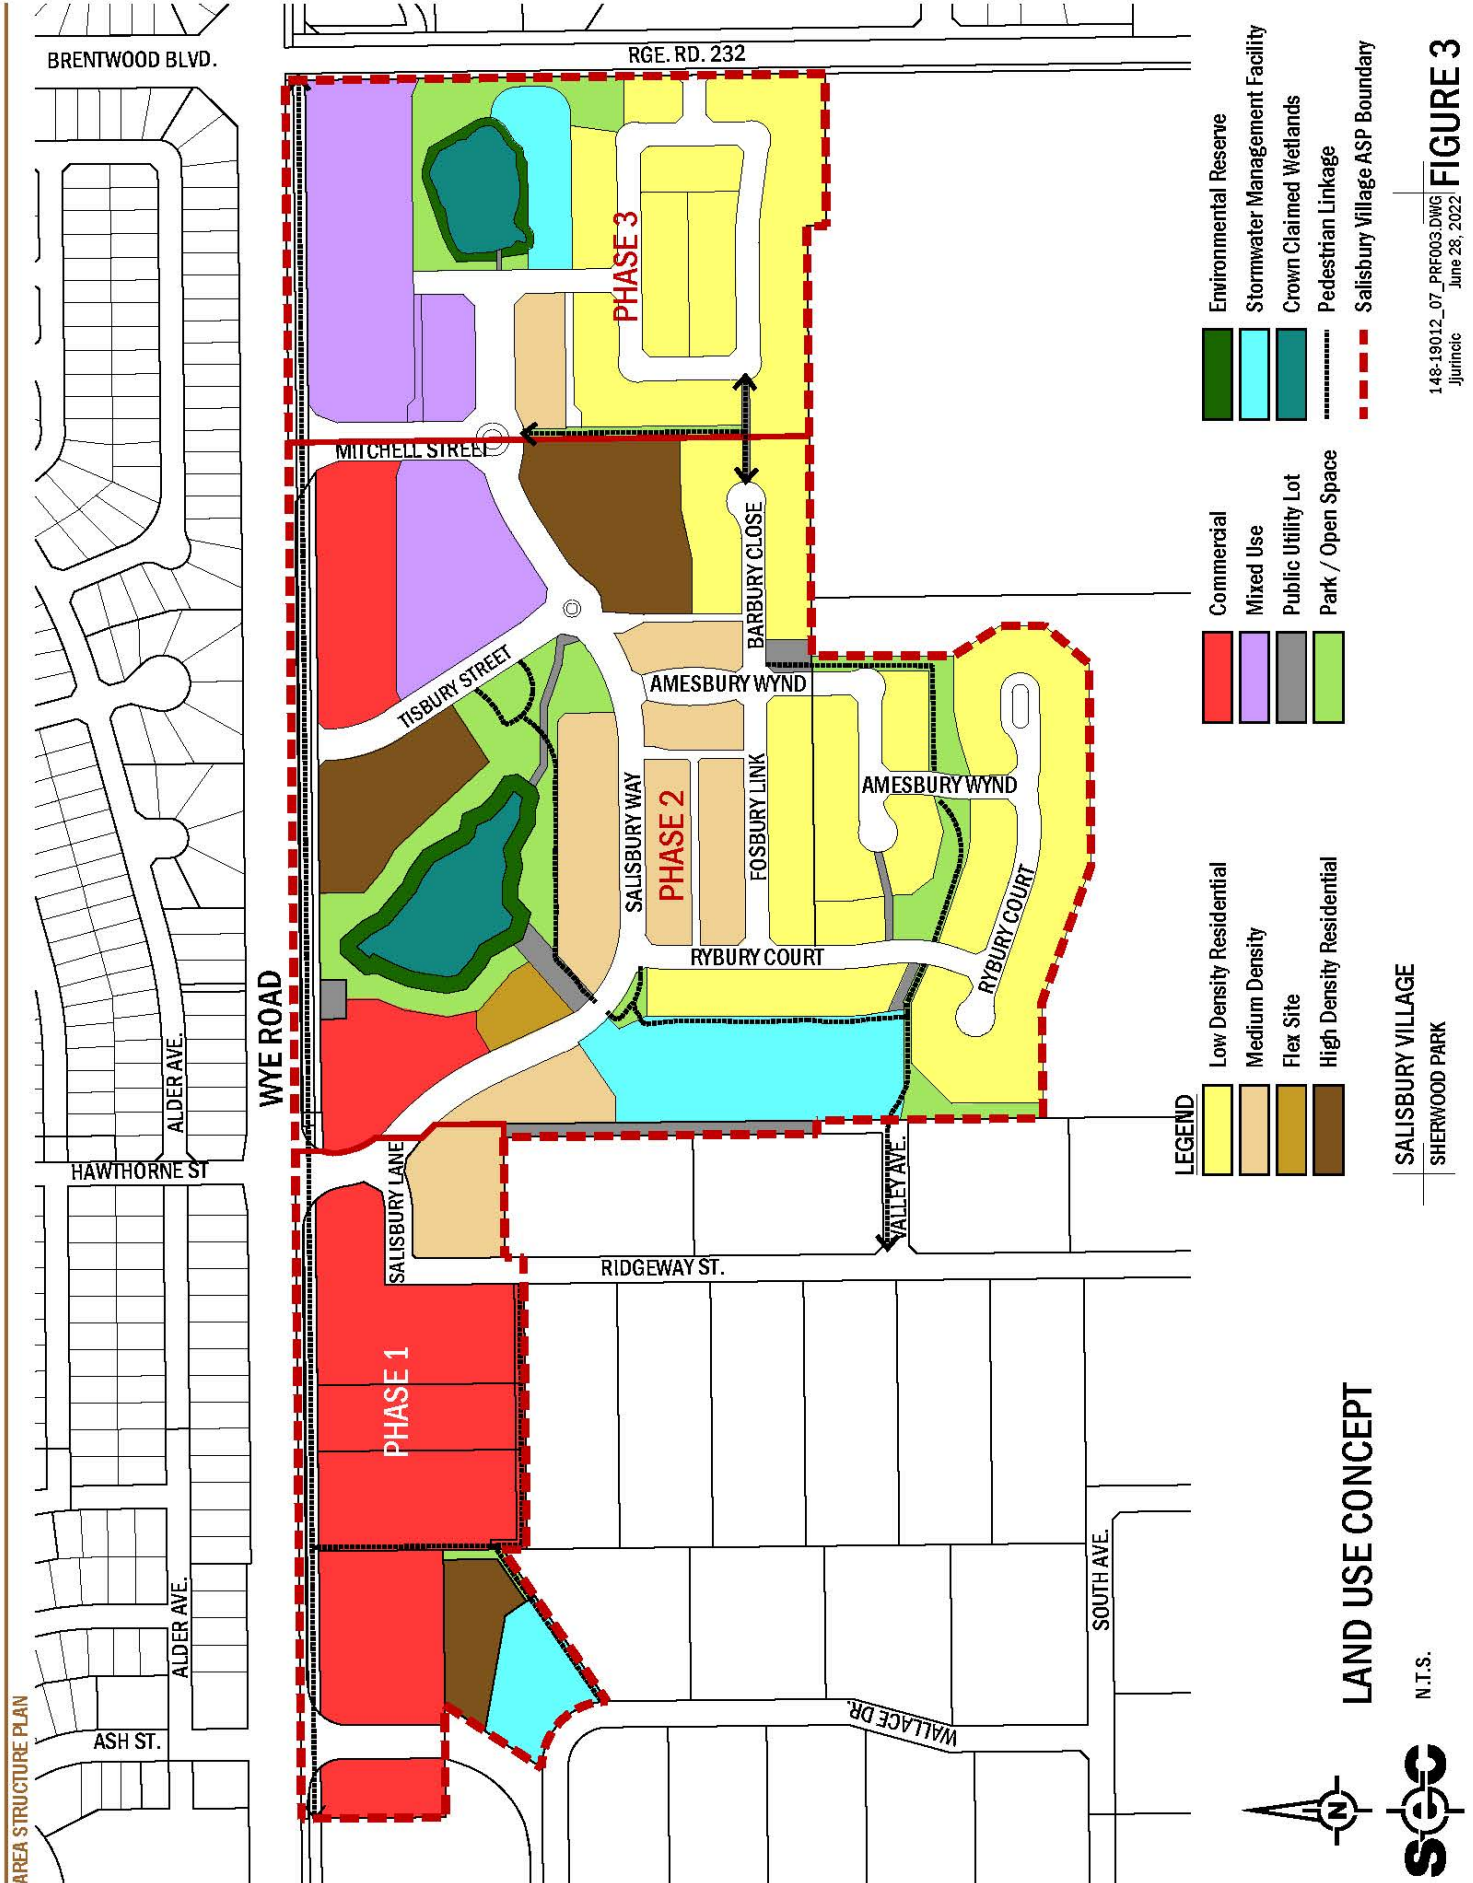 AREA STRUCTURE PLAN
ASH ST.
ALDER AVE.
HAWTHORNE ST
ALDER AVE.
BRENTWOOD BLVD.
WYE ROAD
RGE. RD. 232
PHASE 1
SALISBURY LANE
RIDGEWAY ST.
VALLEY AVE.
WALLACE DR.
SOUTH AVE.
TISBURY STREET
MITCHELL STREET
SALISBURY WAY
PHASE 2
FOSBURY LINK
AMESBURY WYND
BARBURY CLOSE
RYBURY COURT
AMESBURY WYND
RYBURY COURT
PHASE 3
LEGEND
Low Density Residential
Medium Density
Flex Site
High Density Residential
Commercial
Mixed Use
Public Utility Lot
Park / Open Space
Environmental Reserve
Stormwater Management Facility
Crown Claimed Wetlands
Pedestrian Linkage
Salisbury Village ASP Boundary
N
LAND USE CONCEPT
N.T.S.
sec
SALISBURY VILLAGE
SHERWOOD PARK
148-19012_07_PRF003.DWG
Jjurincic June 28, 2022
FIGURE 3